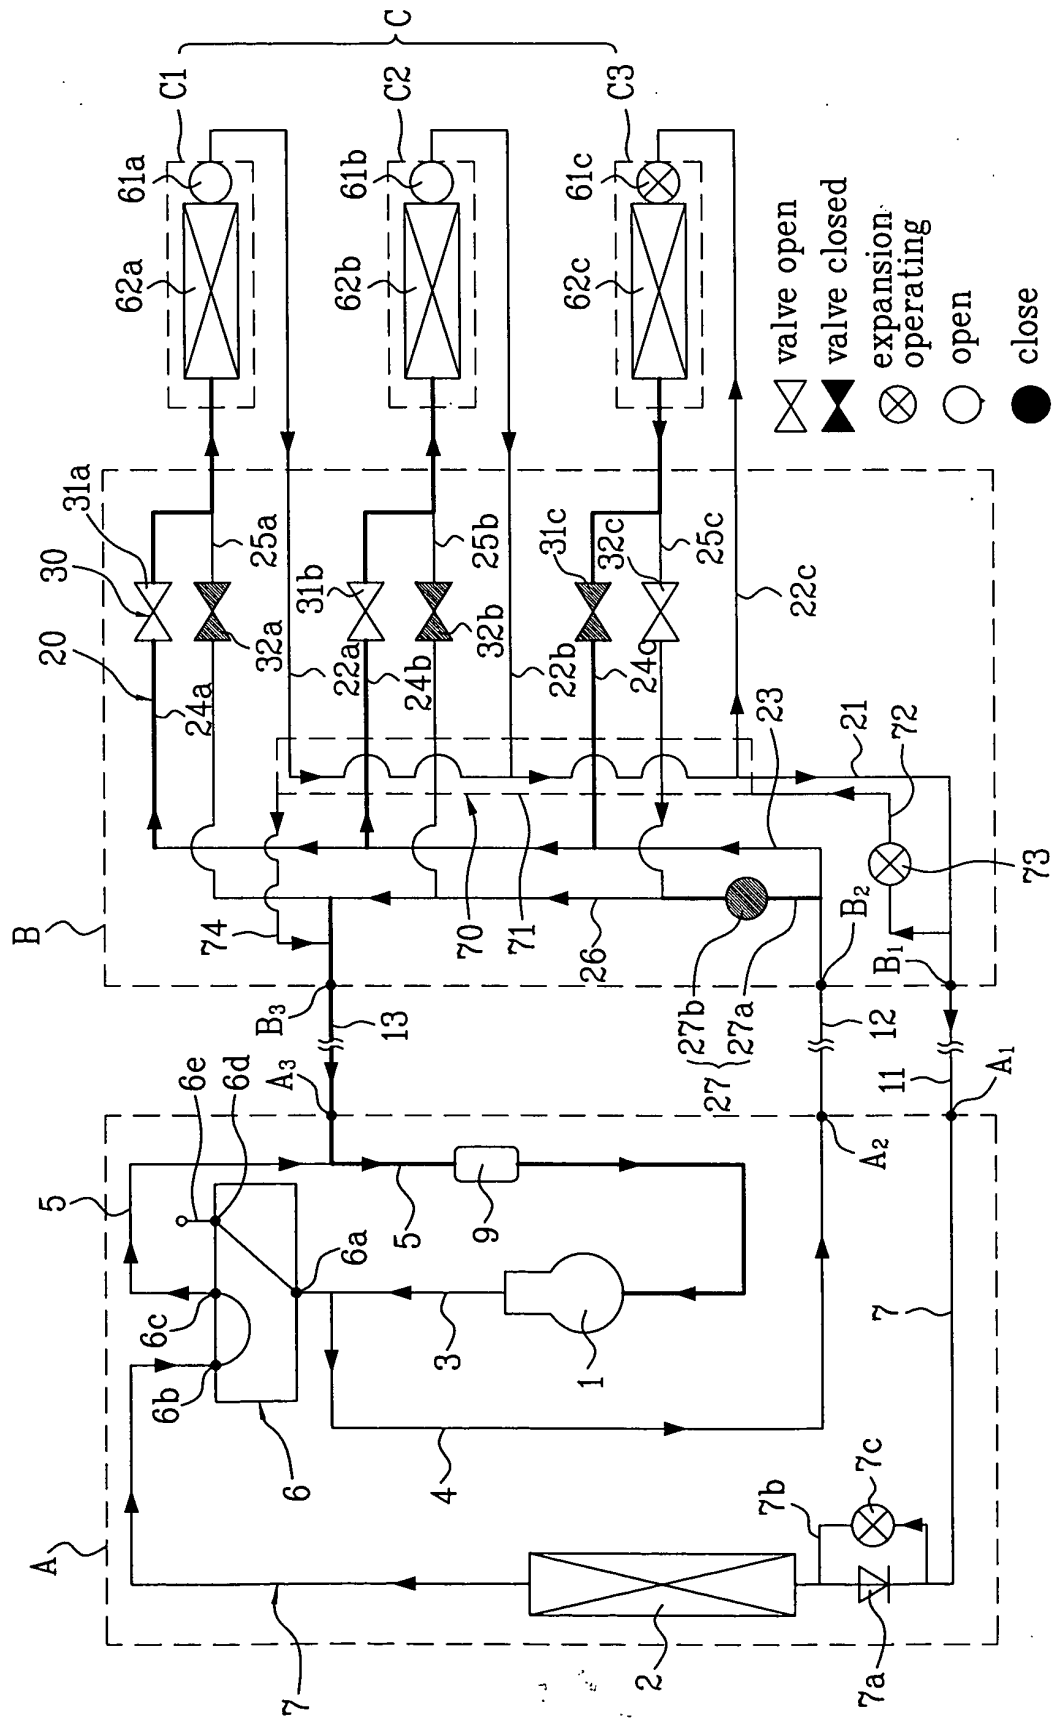 B
A
5
20
30
31a
62a
61a
C1
6b
6c
6e
24a
6d
74
32a
25a
7
6
B3
A3
31b
22a
62b
61b
C2
C
6a
13
5
24b
4
3
9
70
32b
25b
71
31c
22b
1
26
62c
61c
C3
32c
24c
2
27b
25c
27
27a
23
22c
7b
valve open
valve closed
7c
B2
21
A2
12
7
7a
11
B1
72
expansion
operating
open
A1
73
close